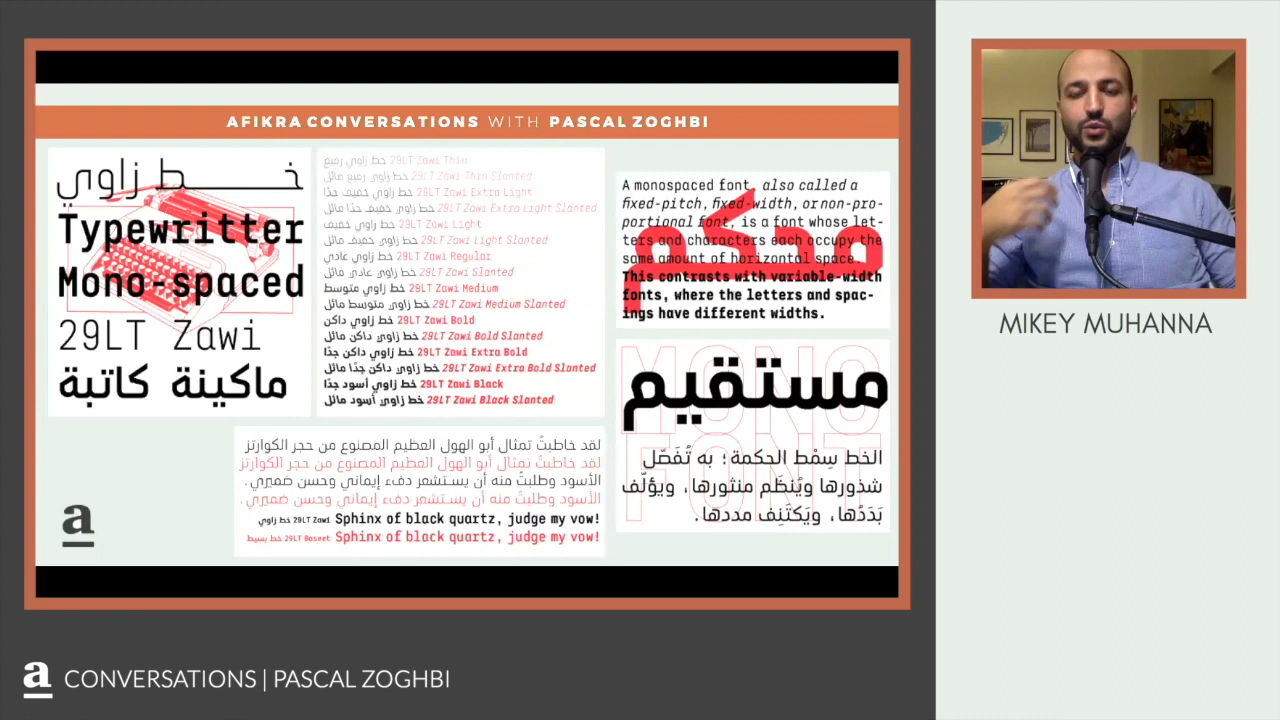 AFIKRA CONVERSATIONS WITH PASCAL ZOGHBI
خط زاوي
Typewritter
Mono-spaced
29LT Zawi
ماكينة كاتبة
خط زاوي رفيع 29LT Zawi Thin
خط زاوي رفيع مائل 29LT Zawi Thin Slanted
خط زاوي خفيف جدًا 29LT Zawi Extra Light
خط زاوي خفيف جدًا مائل 29LT Zawi Extra Light Slanted
خط زاوي خفيف 29LT Zawi Light
خط زاوي خفيف مائل 29LT Zawi Light Slanted
خط زاوي عادي 29LT Zawi Regular
خط زاوي عادي مائل 29LT Zawi Slanted
خط زاوي متوسط 29LT Zawi Medium
خط زاوي متوسط مائل 29LT Zawi Medium Slanted
خط زاوي داكن 29LT Zawi Bold
خط زاوي داكن مائل 29LT Zawi Bold Slanted
خط زاوي داكن جدًا 29LT Zawi Extra Bold
خط زاوي داكن جدًا مائل 29LT Zawi Extra Bold Slanted
خط زاوي أسود جدًا 29LT Zawi Black
خط زاوي أسود مائل 29LT Zawi Black Slanted
A monospaced font, also called a
fixed-pitch, fixed-width, or non-pro-
portional font, is a font whose let-
ters and characters each occupy the
same amount of horizontal space.
This contrasts with variable-width
fonts, where the letters and spac-
ings have different widths.
MONO
FONT
مستقيم
الخط سِمْط الحكمة؛ به تُفَصّل
شذورها ويُنظَم منثورها، ويؤلّف
بَدَدُها، ويَكتَنِف مددها.
لقد خاطبتُ تمثال أبو الهول العظيم المصنوع من حجر الكوارتز
لقد خاطبتُ تمثال أبو الهول العظيم المصنوع من حجر الكوارتز
الأسود وطلبتُ منه أن يستشعر دفء إيماني وحسن ضميري.
الأسود وطلبتُ منه أن يستشعر دفء إيماني وحسن ضميري.
خط زاوي 29LT Zawi Sphinx of black quartz, judge my vow!
خط بسيط 29LT Baseet Sphinx of black quartz, judge my vow!
a
MIKEY MUHANNA
a CONVERSATIONS | PASCAL ZOGHBI